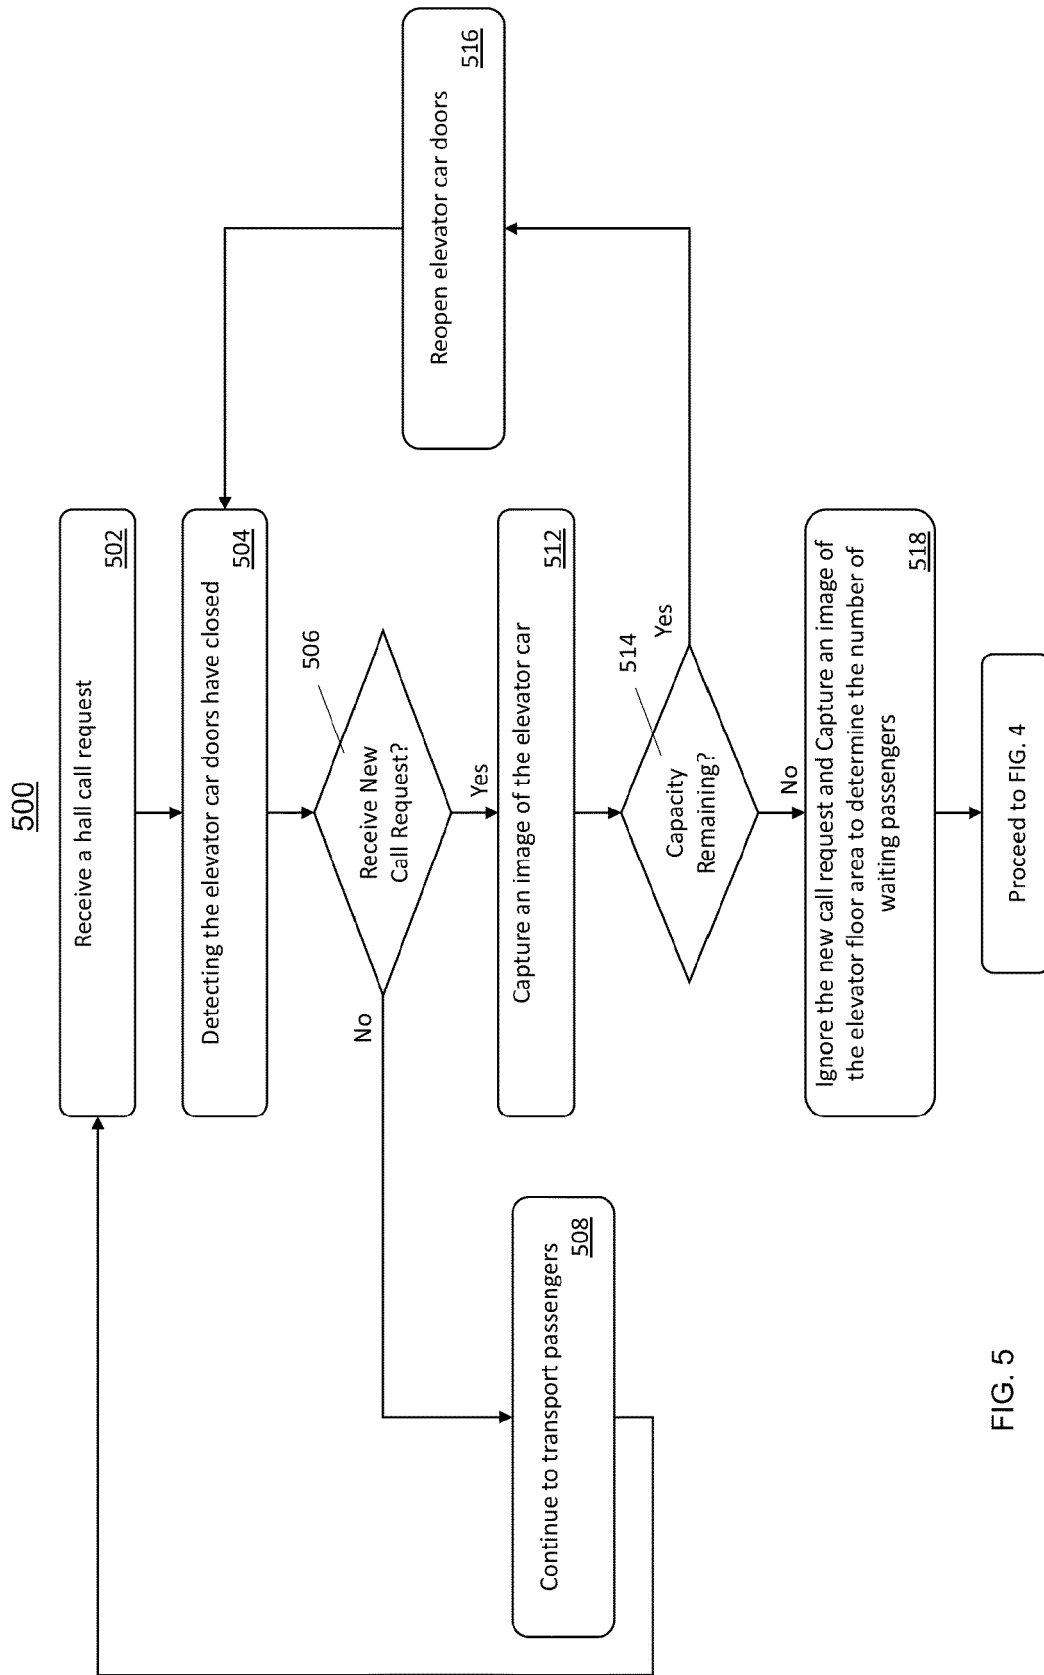 500
Receive a hall call request
502
Detecting the elevator car doors have closed
504
506
Receive New
Call Request?
No
Yes
Continue to transport passengers
508
Capture an image of the elevator car
512
514
Capacity
Remaining?
Yes
No
Reopen elevator car doors
516
Ignore the new call request and Capture an image of
the elevator floor area to determine the number of
waiting passengers
518
Proceed to FIG. 4
FIG. 5